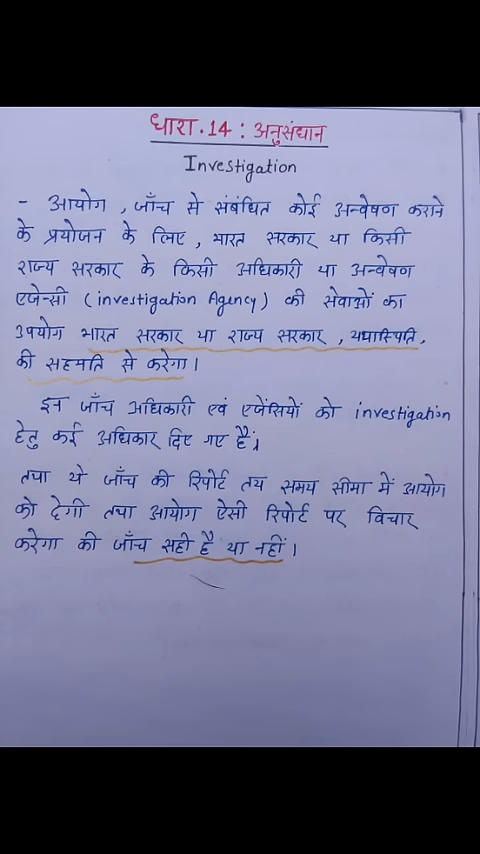 धारा.14 : अनुसंधान
Investigation
- आयोग , जाँच से संबंधित कोई अन्वेषण कराने
के प्रयोजन के लिए , भारत सरकार या किसी
राज्य सरकार के किसी अधिकारी या अन्वेषण
एजेन्सी (investigation Agency) की सेवाओं का
उपयोग भारत सरकार या राज्य सरकार , यथास्थिति ,
की सहमति से करेगा।
इन जाँच अधिकारी एवं एजेंसियों को investigation
हेतु कई अधिकार दिए गए हैं।
तथा ये जाँच की रिपोर्ट तय समय सीमा में आयोग
को देगी तथा आयोग ऐसी रिपोर्ट पर विचार
करेगा की जाँच सही है या नहीं।